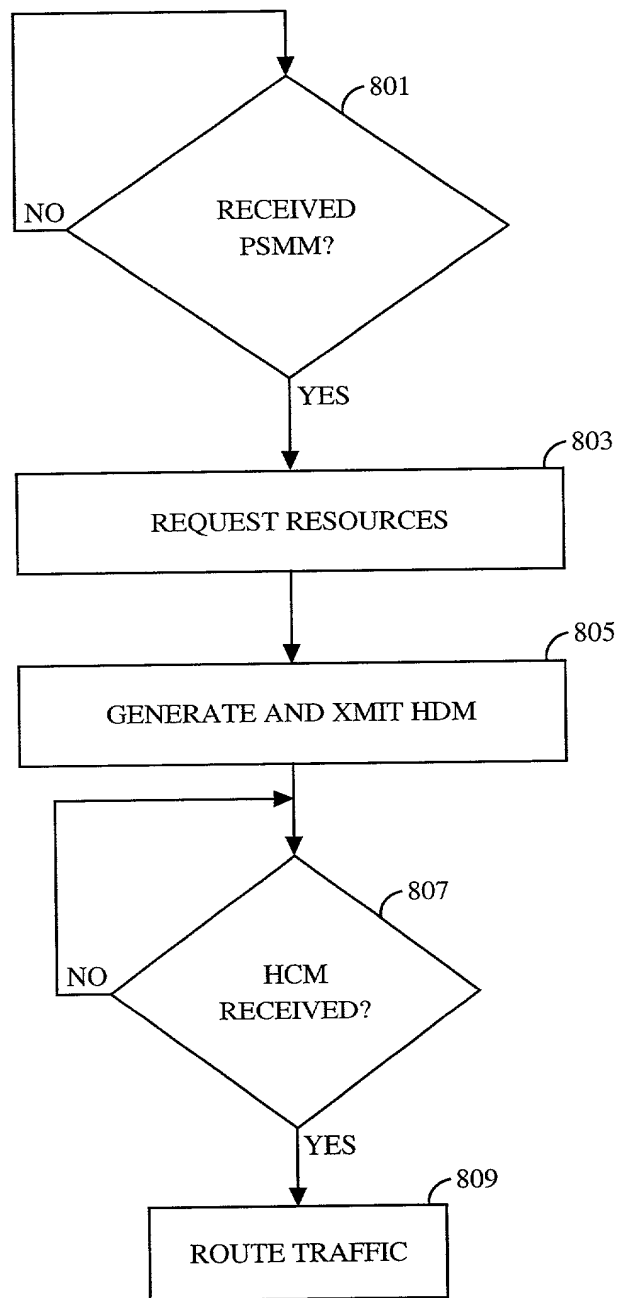 801
RECEIVED
PSMM?
NO
YES
803
REQUEST RESOURCES
805
GENERATE AND XMIT HDM
807
HCM
RECEIVED?
NO
YES
809
ROUTE TRAFFIC